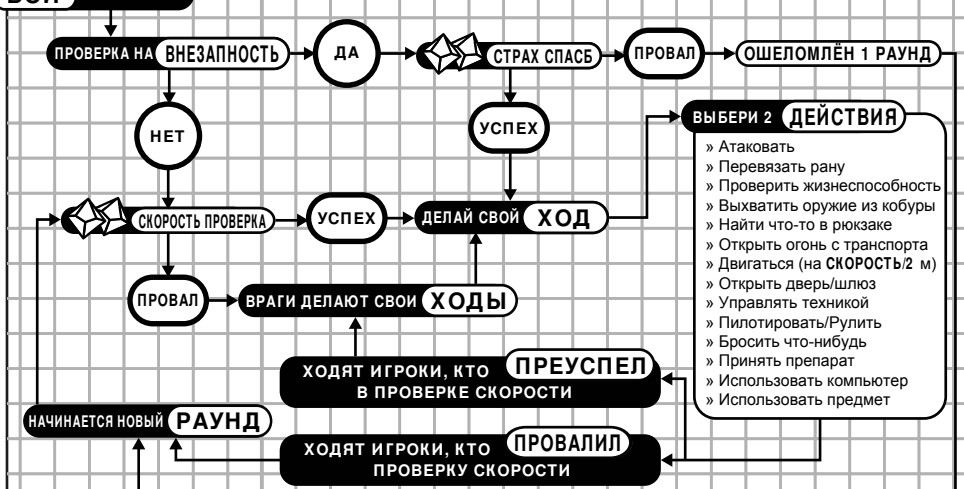 ПРОВЕРКА НА ВНЕЗАПНОСТЬ
ДА
СТРАХ СПАСБ
ПРОВАЛ
ОШЕЛОМЛЁН 1 РАУНД
НЕТ
УСПЕХ
ВЫБЕРИ 2 ДЕЙСТВИЯ
» Атаковать
» Перевязать рану
» Проверить жизнеспособность
» Выхватить оружие из кобуры
» Найти что-то в рюкзаке
» Открыть огонь с транспорта
» Двигаться (на СКОРОСТЬ/2 м)
» Открыть дверь/шлюз
» Управлять техникой
» Пилотировать/Рулить
» Бросить что-нибудь
» Принять препарат
» Использовать компьютер
» Использовать предмет
СКОРОСТЬ ПРОВЕРКА
УСПЕХ
ДЕЛАЙ СВОЙ ХОД
ПРОВАЛ
ВРАГИ ДЕЛАЮТ СВОИ ХОДЫ
ХОДЯТ ИГРОКИ, КТО ПРЕУСПЕЛ
В ПРОВЕРКЕ СКОРОСТИ
НАЧИНАЕТСЯ НОВЫЙ РАУНД
ХОДЯТ ИГРОКИ, КТО ПРОВАЛИЛ
ПРОВЕРКУ СКОРОСТИ